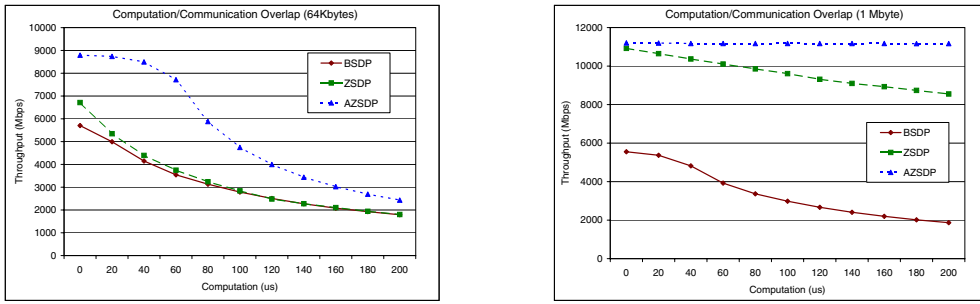 Computation/Communication Overlap (64Kbytes)
10000
9000
8000
7000
6000
5000
4000
3000
2000
1000
0
Throughput (Mbps)
BSDP
ZSDP
AZSDP
0 20 40 60 80 100 120 140 160 180 200
Computation (us)
Computation/Communication Overlap (1 Mbyte)
12000
10000
8000
6000
4000
2000
0
Throughput (Mbps)
BSDP
ZSDP
AZSDP
0 20 40 60 80 100 120 140 160 180 200
Computation (us)